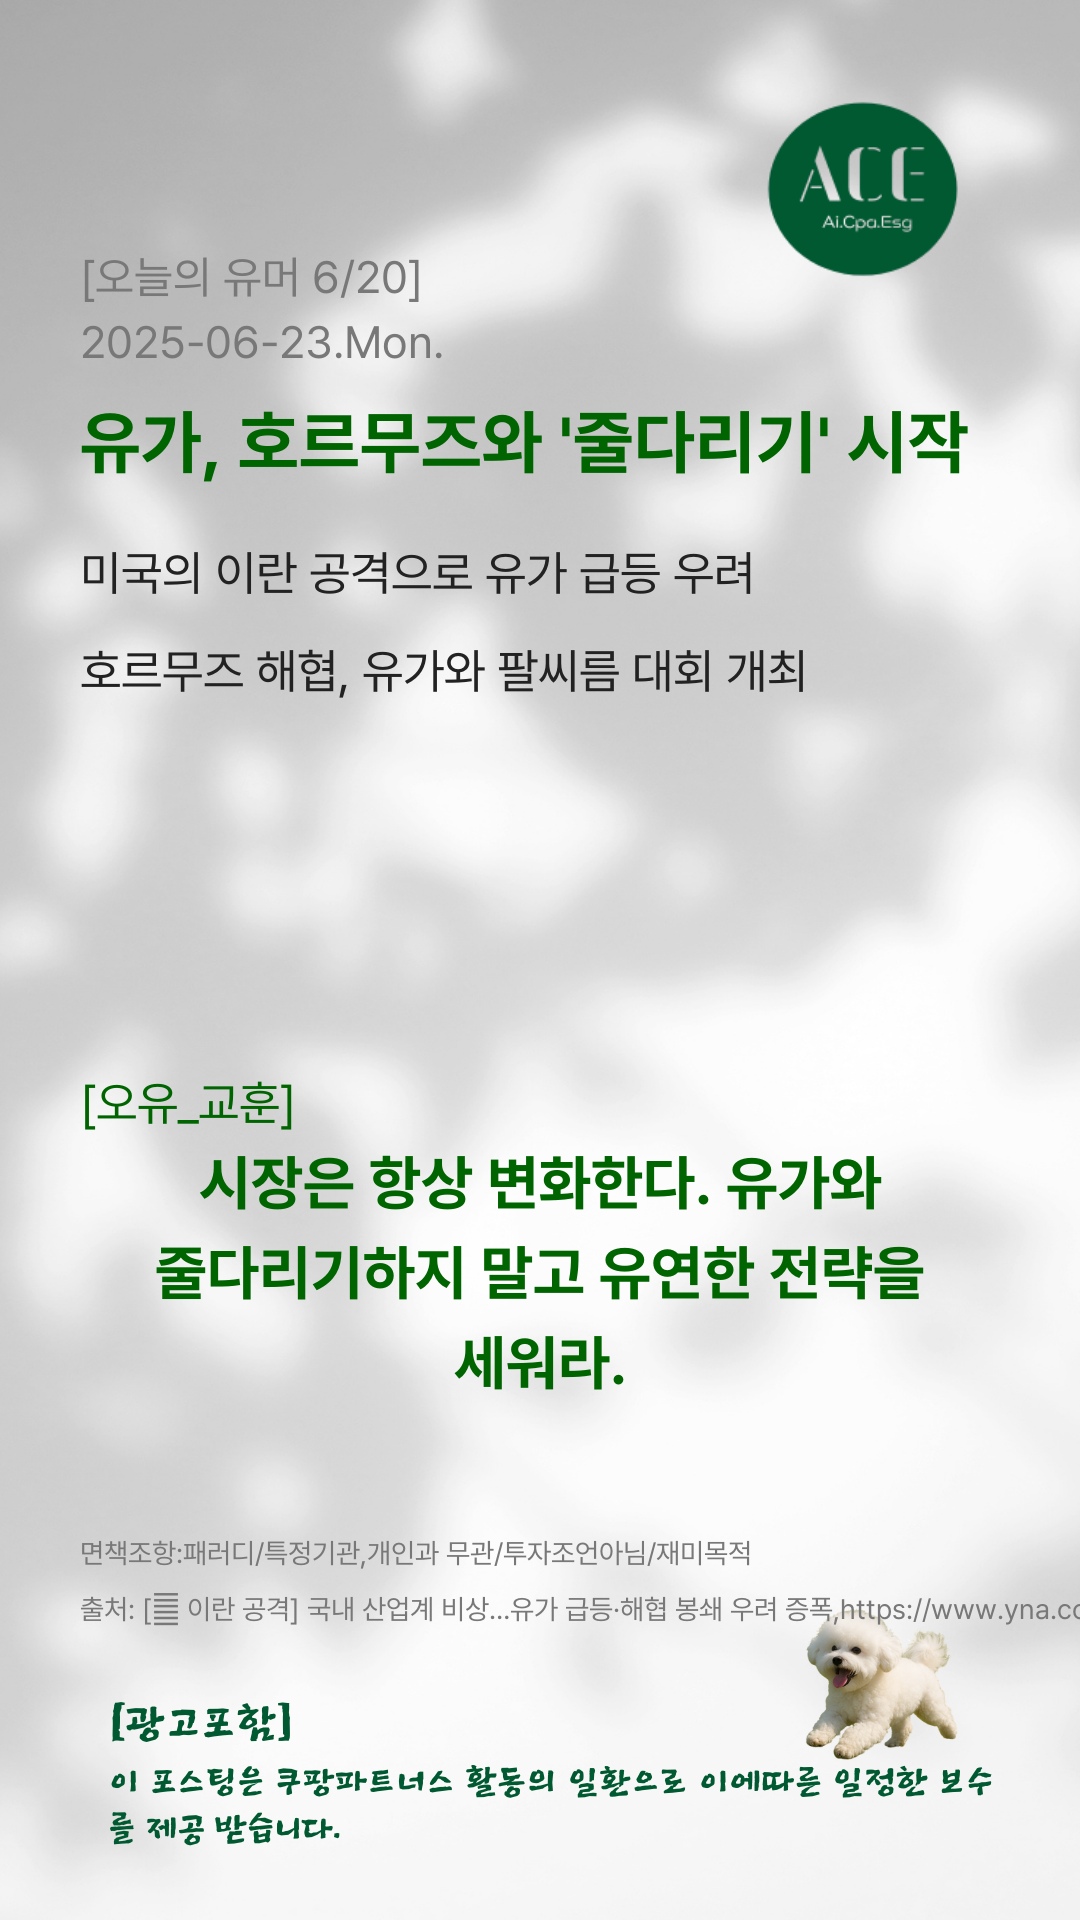 ACE
Ai.Cpa.Esg
[오늘의 유머 6/20]
2025-06-23.Mon.
유가, 호르무즈와 '줄다리기' 시작
미국의 이란 공격으로 유가 급등 우려
호르무즈 해협, 유가와 팔씨름 대회 개최
[오유_교훈]
시장은 항상 변화한다. 유가와
줄다리기하지 말고 유연한 전략을
세워라.
면책조항:패러디/특정기관,개인과 무관/투자조언아님/재미목적
출처: [ 이란 공격] 국내 산업계 비상…유가 급등·해협 봉쇄 우려 증폭,https://www.yna.co
[광고포함]
이 포스팅은 쿠팡파트너스 활동의 일환으로 이에따른 일정한 보수
를 제공 받습니다.